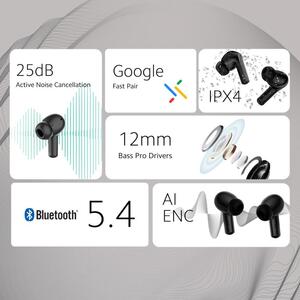 25dB
Active Noise Cancellation
Google
Fast Pair
IPX4
12mm
Bass Pro Drivers
Bluetooth® 5.4
AI
ENC